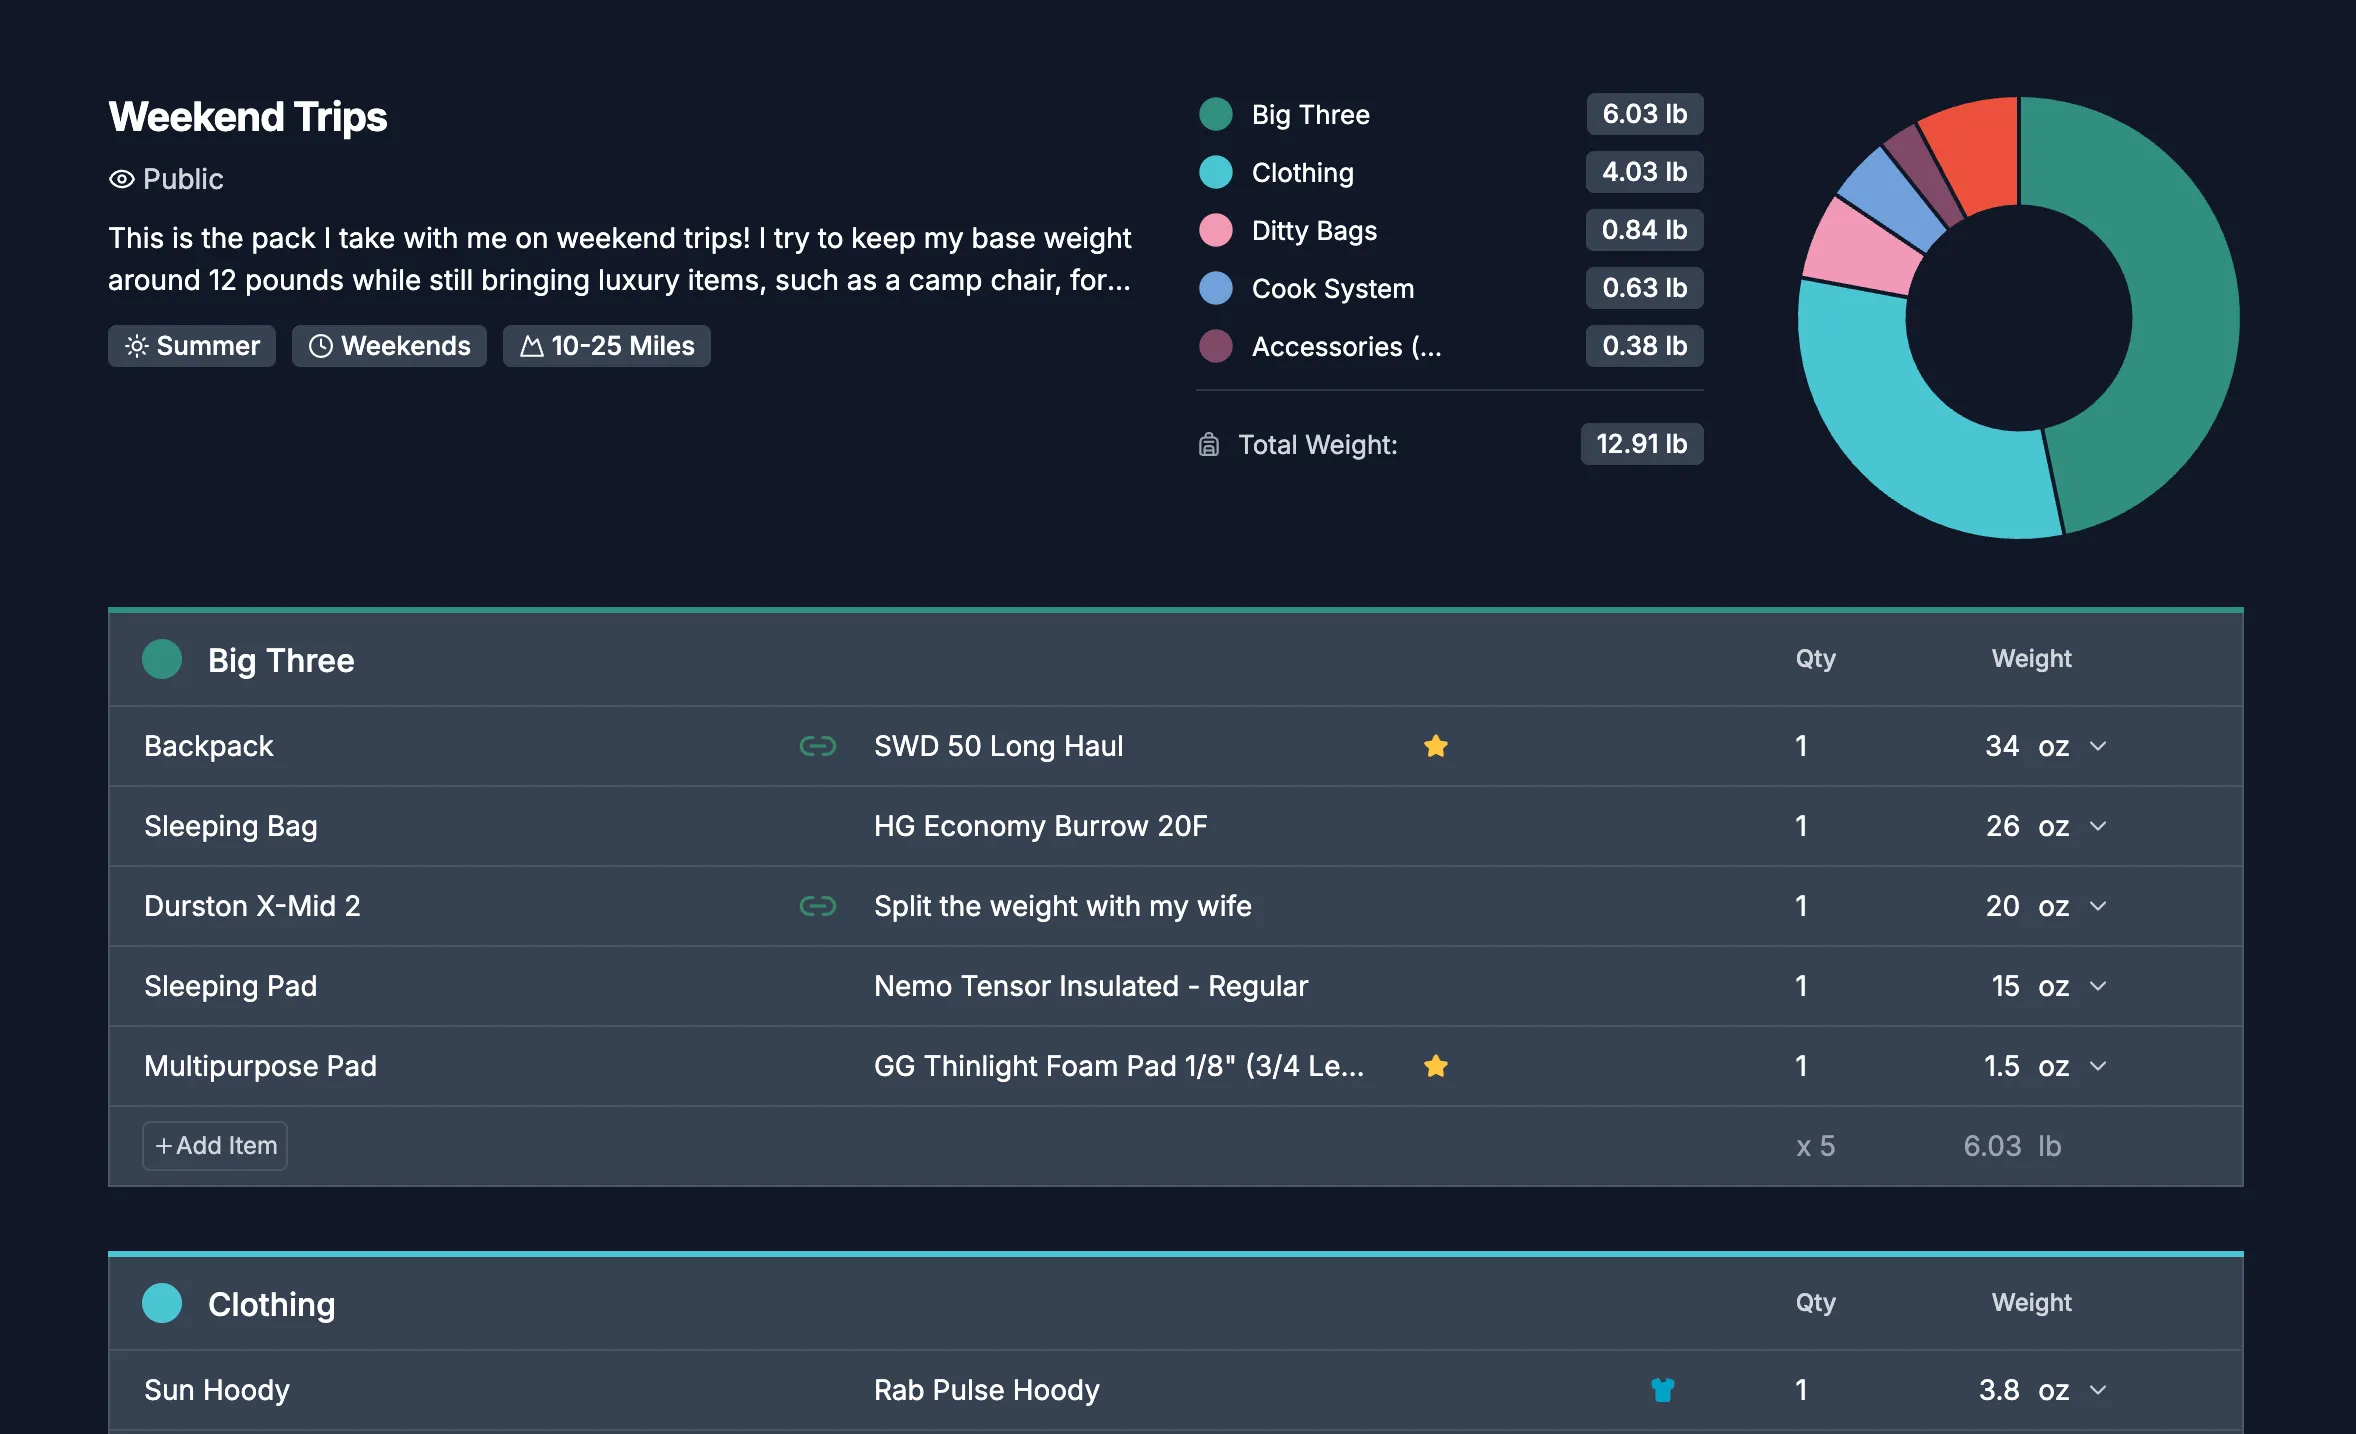 Weekend Trips
Public
This is the pack I take with me on weekend trips! I try to keep my base weight
around 12 pounds while still bringing luxury items, such as a camp chair, for...
Summer Weekends 10-25 Miles
Big Three 6.03 lb
Clothing 4.03 lb
Ditty Bags 0.84 lb
Cook System 0.63 lb
Accessories (... 0.38 lb
Total Weight: 12.91 lb
Big Three Qty Weight
Backpack SWD 50 Long Haul 1 34 oz
Sleeping Bag HG Economy Burrow 20F 1 26 oz
Durston X-Mid 2 Split the weight with my wife 1 20 oz
Sleeping Pad Nemo Tensor Insulated - Regular 1 15 oz
Multipurpose Pad GG Thinlight Foam Pad 1/8" (3/4 Le... 1 1.5 oz
+Add Item x 5 6.03 lb
Clothing Qty Weight
Sun Hoody Rab Pulse Hoody 1 3.8 oz